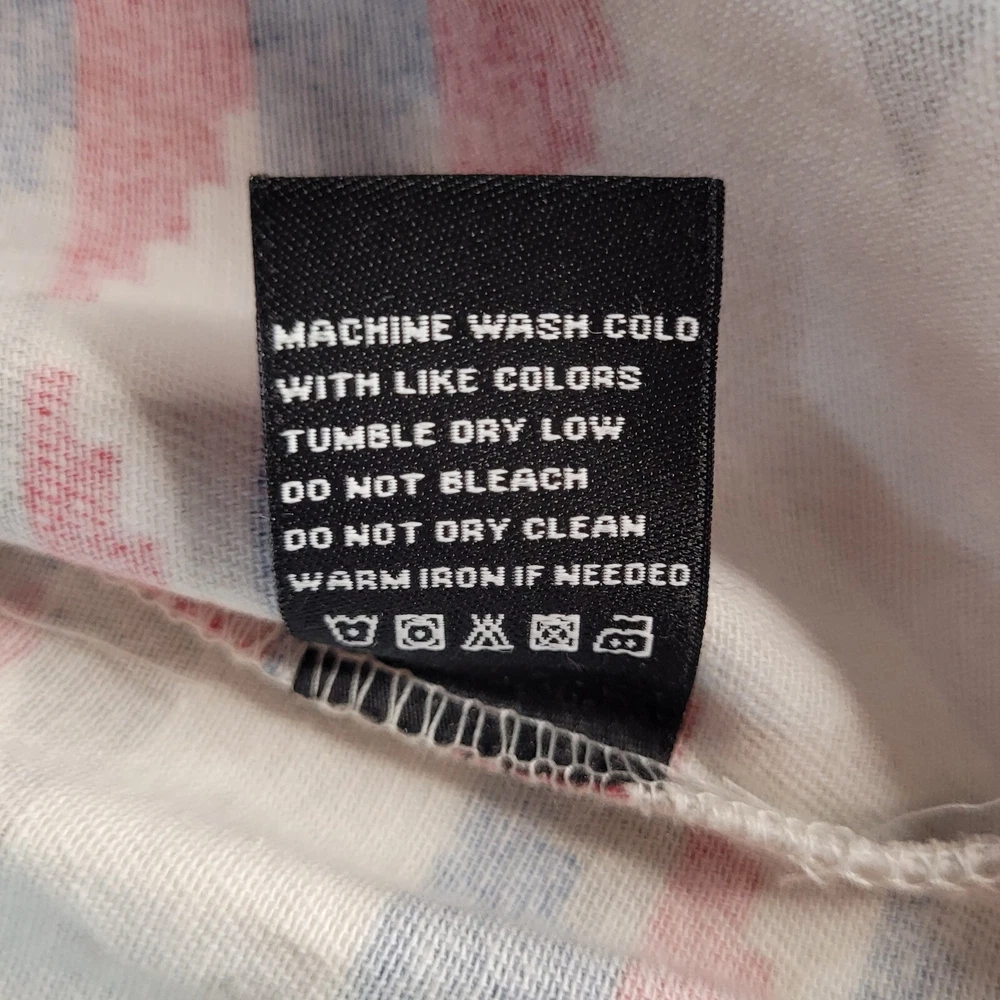 MACHINE WASH COLD
WITH LIKE COLORS
TUMBLE DRY LOW
DO NOT BLEACH
DO NOT DRY CLEAN
WARM IRON IF NEEDED